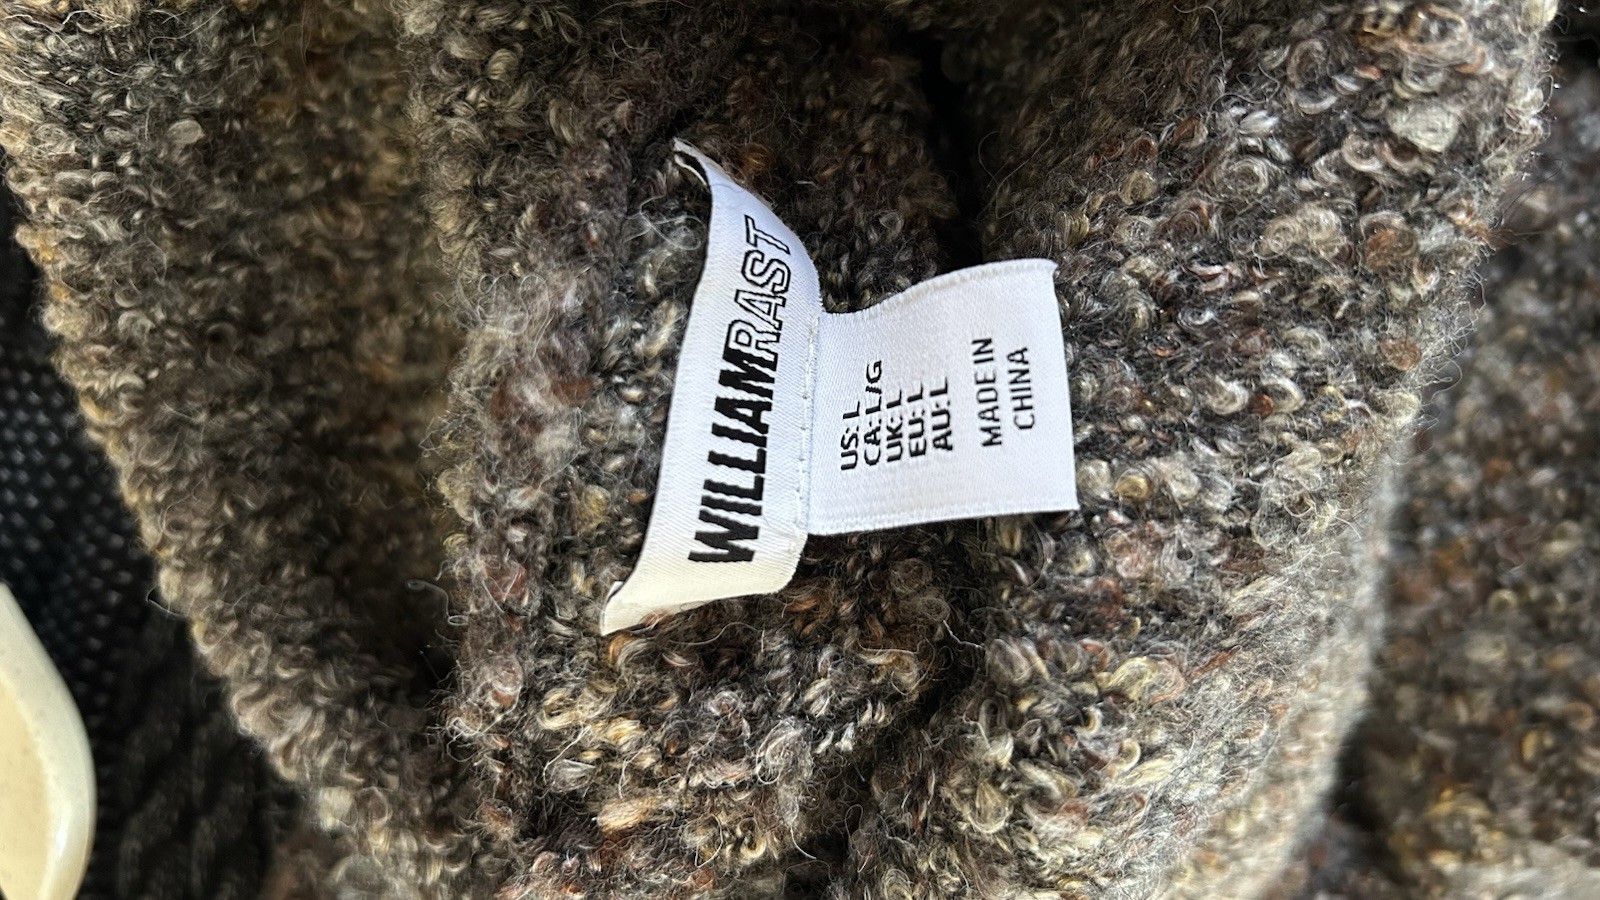 WILLIAMRAST
US: L
CA: L/G
UK: L
EU: L
AU: L
MADE IN
CHINA